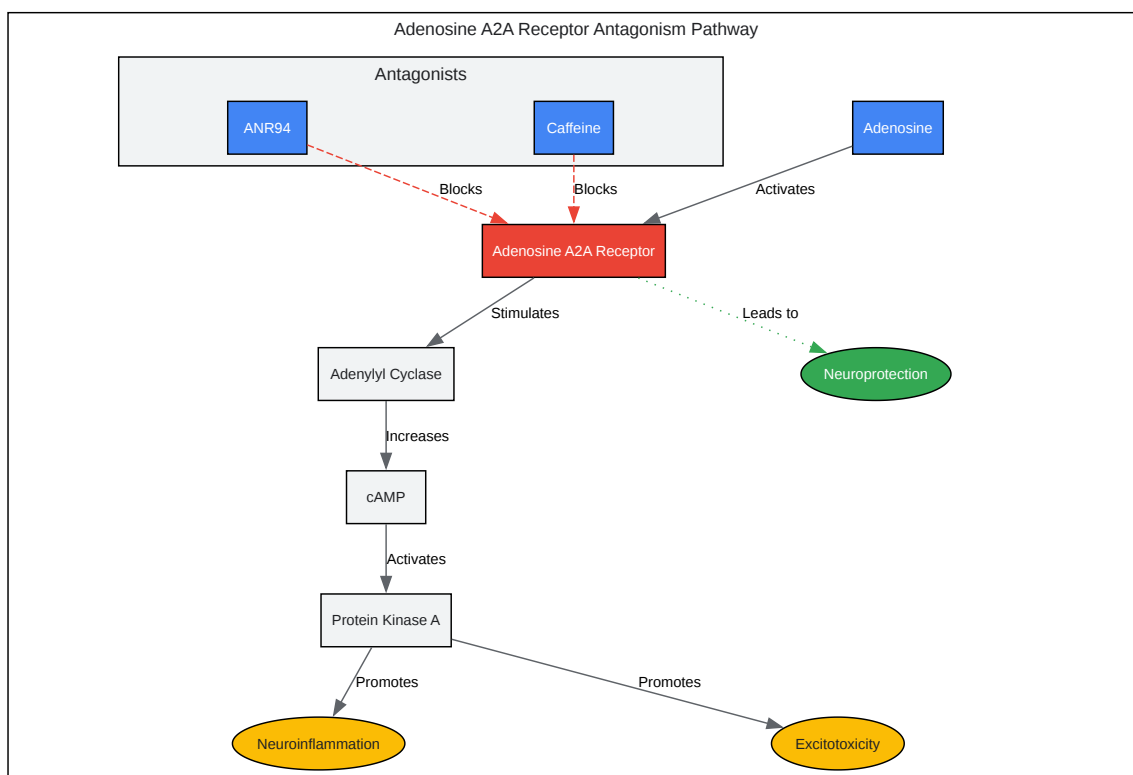 Adenosine A2A Receptor Antagonism Pathway
Antagonists
ANR94
Caffeine
Adenosine
Blocks
Blocks
Activates
Adenosine A2A Receptor
Stimulates
Leads to
Adenylyl Cyclase
Neuroprotection
Increases
cAMP
Activates
Protein Kinase A
Promotes
Promotes
Neuroinflammation
Excitotoxicity